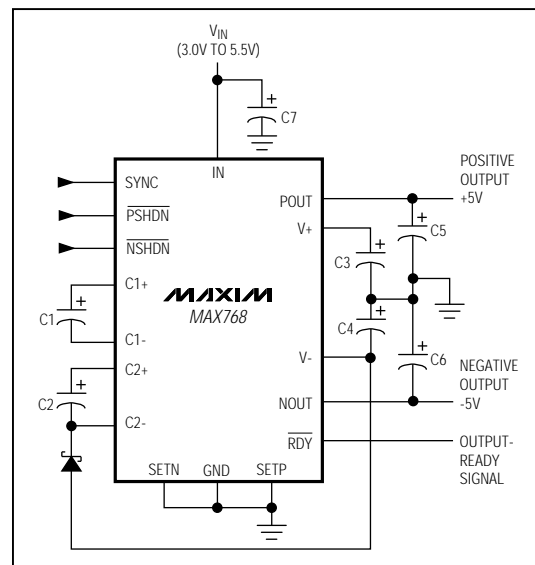 VIN
(3.0V TO 5.5V)
C7
IN
SYNC
PSHDN
NSHDN
C1+
C1
C1-
C2+
C2
C2-
MAXIM
MAX768
POUT
V+
C3
C4
V-
NOUT
RDY
SETN GND SETP
POSITIVE
OUTPUT
+5V
C5
C6
NEGATIVE
OUTPUT
-5V
OUTPUT-
READY
SIGNAL